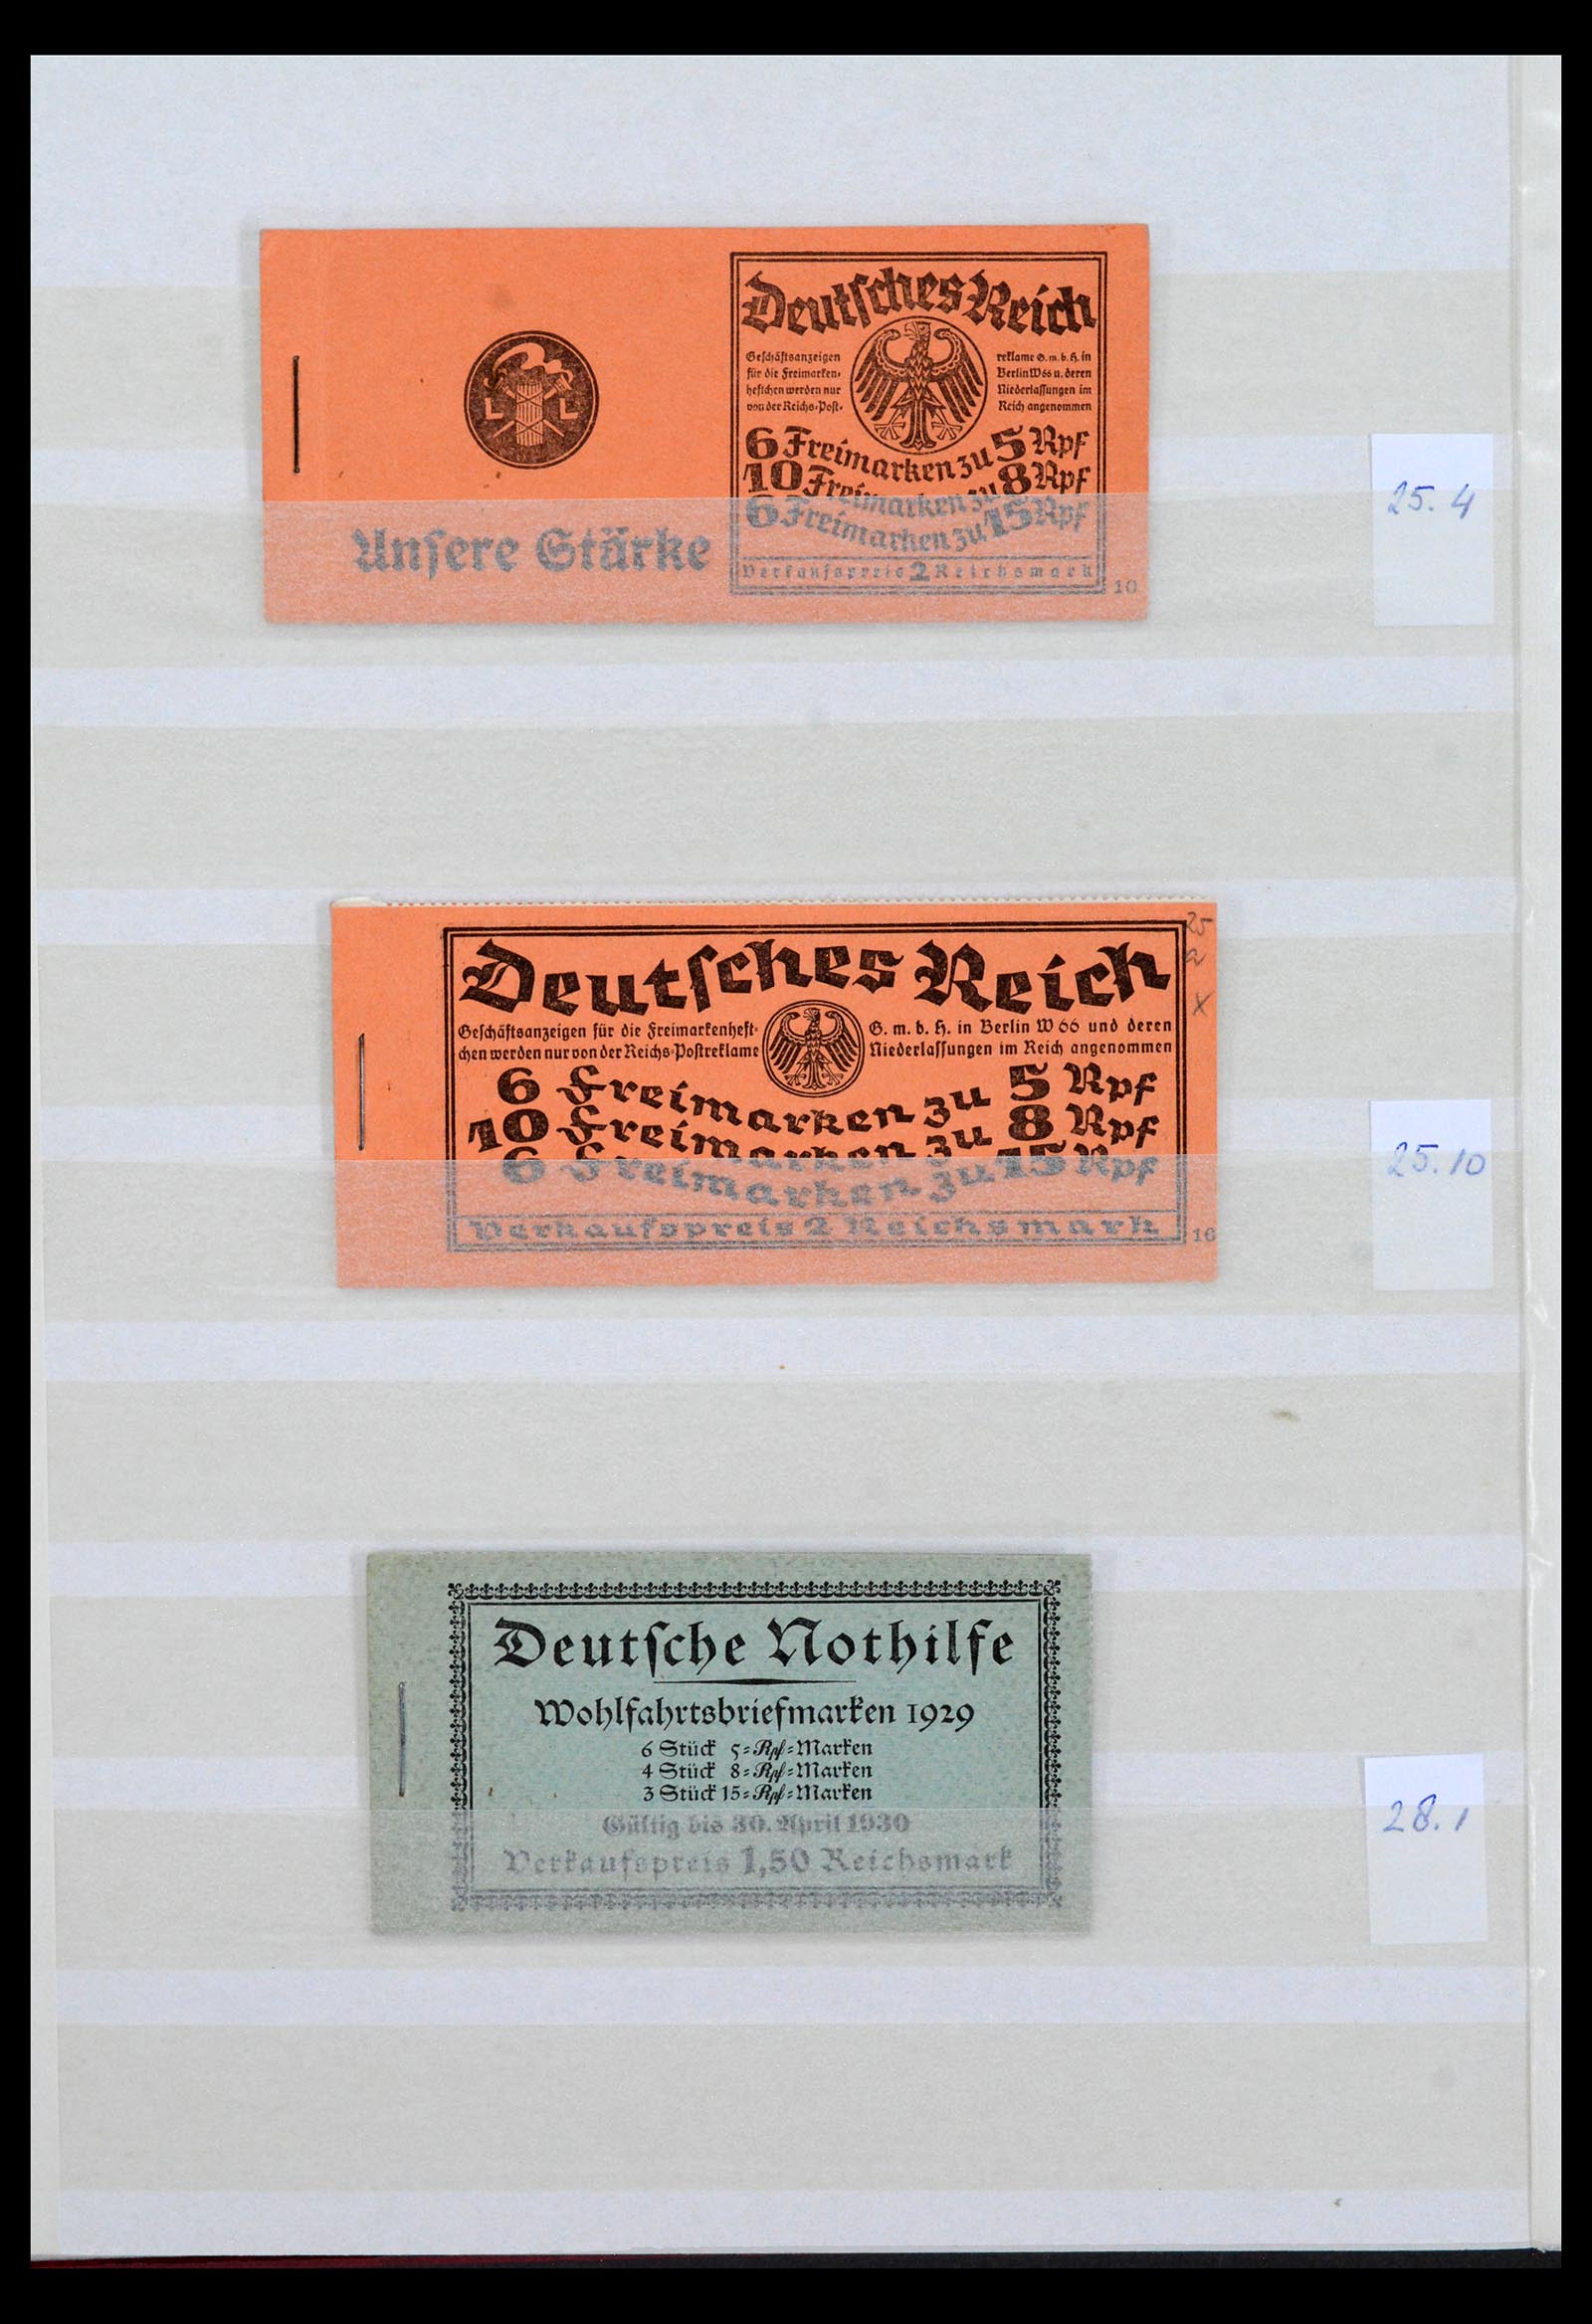 Deutsches Reich
Geschäftsanzeigen
für die Freimarken-
heftchen werden nur
von der Reichs-Post-
reklame G. m. b. H. in
Berlin W 66 u. deren
Niederlassungen im
Reich angenommen
6 Freimarken zu 5 Rpf
10 Freimarken zu 8 Rpf
6 Freimarken zu 15 Rpf
Verkaufspreis 2 Reichsmark
10
L L
Unsere Stärke
25. 4
Deutsches Reich
Geschäftsanzeigen für die Freimarkenheft-
chen werden nur von der Reichs-Postreklame
G. m. b. H. in Berlin W 66 und deren
Niederlassungen im Reich angenommen
6 Freimarken zu 5 Rpf
10 Freimarken zu 8 Rpf
6 Freimarken zu 15 Rpf
Verkaufspreis 2 Reichsmark
16
25
a
X
25.10
Deutsche Nothilfe
Wohlfahrtsbriefmarken 1929
6 Stück 5=Rpf=Marken
4 Stück 8=Rpf=Marken
3 Stück 15=Rpf=Marken
Gültig bis 30. April 1930
Verkaufspreis 1,50 Reichsmark
28.1